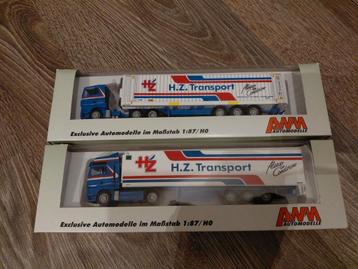 HZ H.Z. Transport
Exclusive Automodelle im Maßstab 1:87/H0
AWM
AUTOMODELLE
HZ H.Z. Transport
Exclusive Automodelle im Maßstab 1:87/H0
AWM
AUTOMODELLE